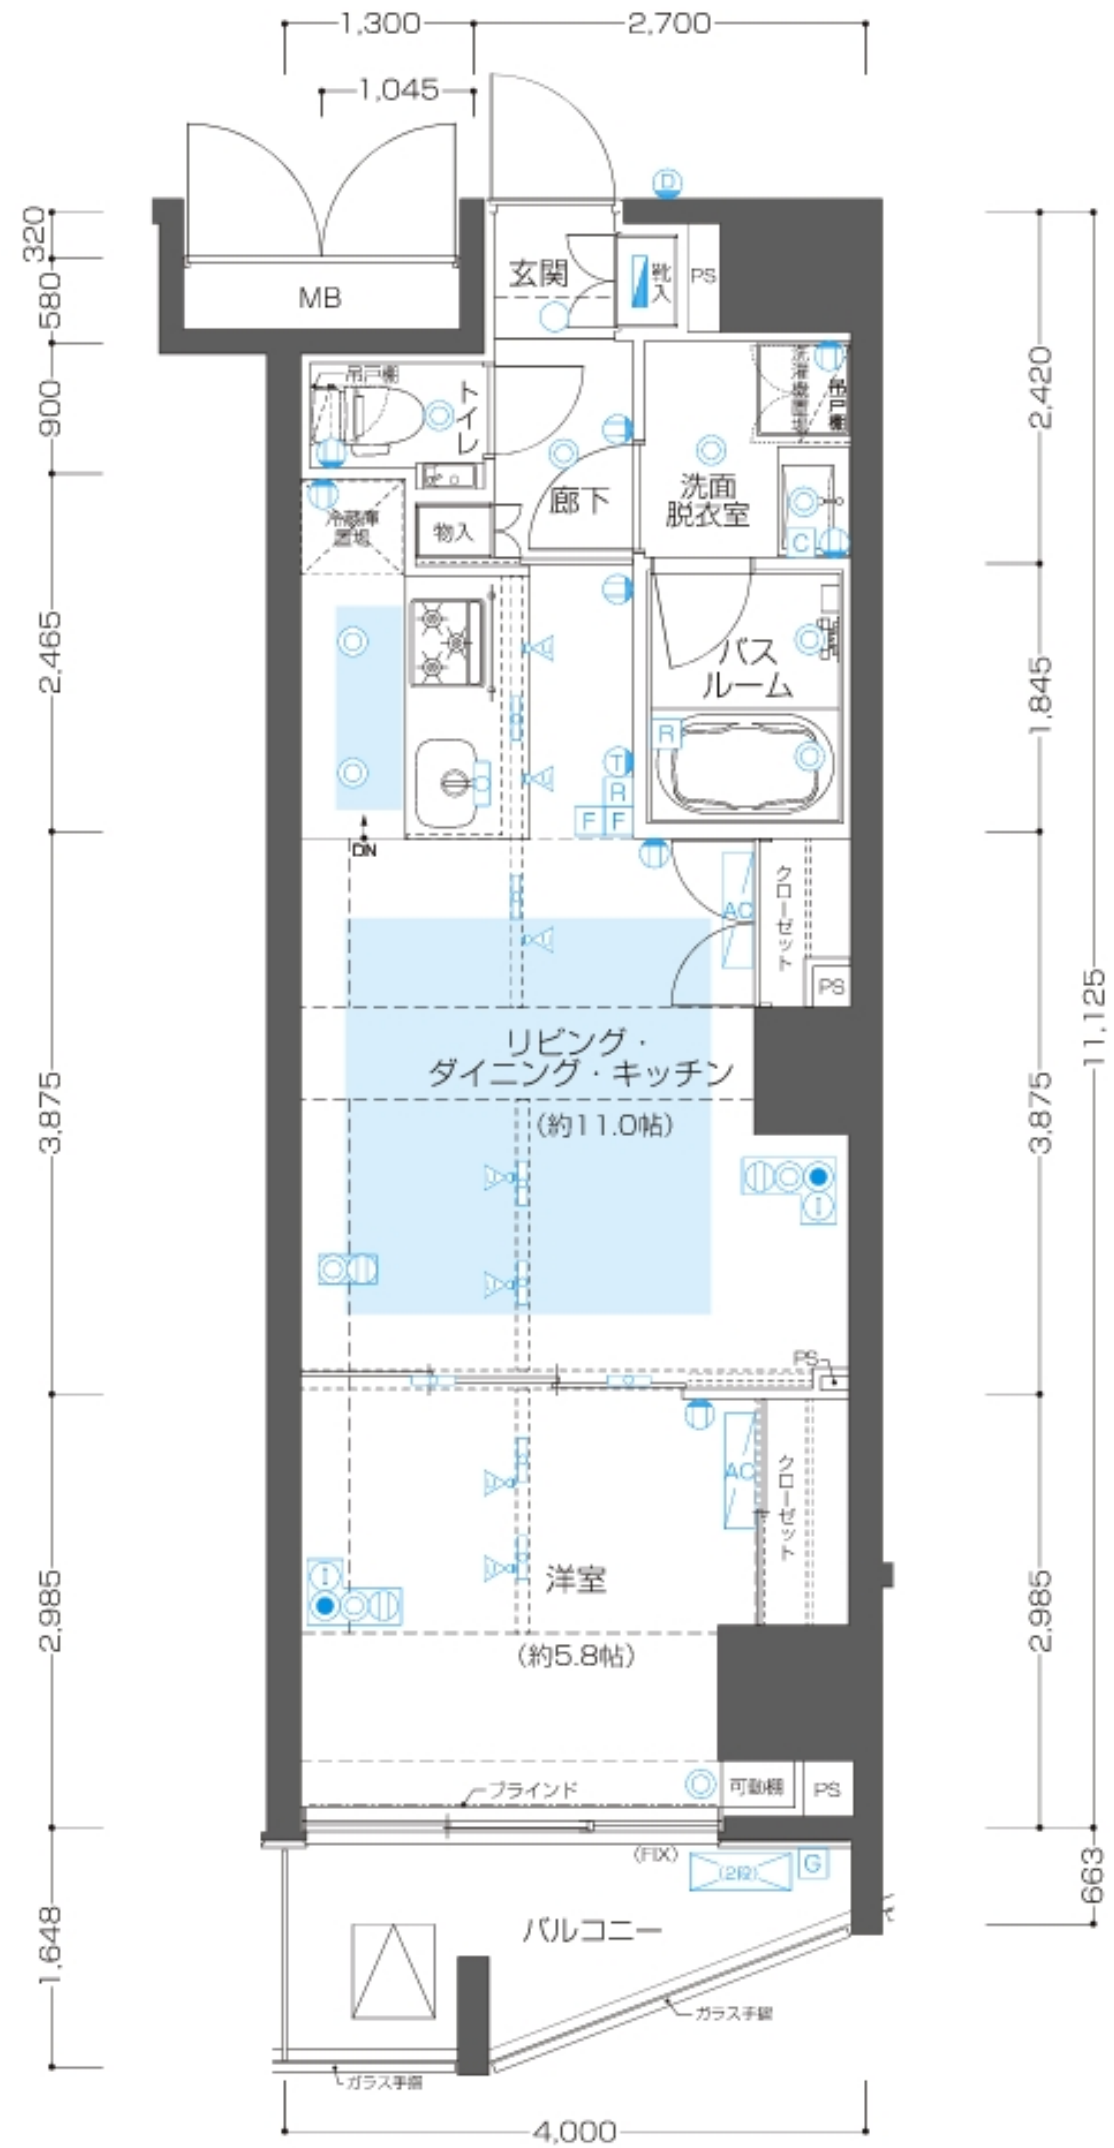 1,300
2,700
1,045
D
320
580
900
2,465
3,875
2,985
1,648
MB
玄関
靴入
PS
吊戸棚
トイレ
洗濯機置場
吊戸棚
廊下
洗面
脱衣室
C
冷蔵庫
置場
物入
バス
ルーム
R
T
R
F
F
DN
AC
クローゼット
PS
リビング・
ダイニング・キッチン
(約11.0帖)
PS
AC
クローゼット
洋室
(約5.8帖)
ブラインド
可動棚
PS
(FIX)
(2段)
G
バルコニー
ガラス手摺
ガラス手摺
2,420
1,845
3,875
2,985
11,125
663
4,000